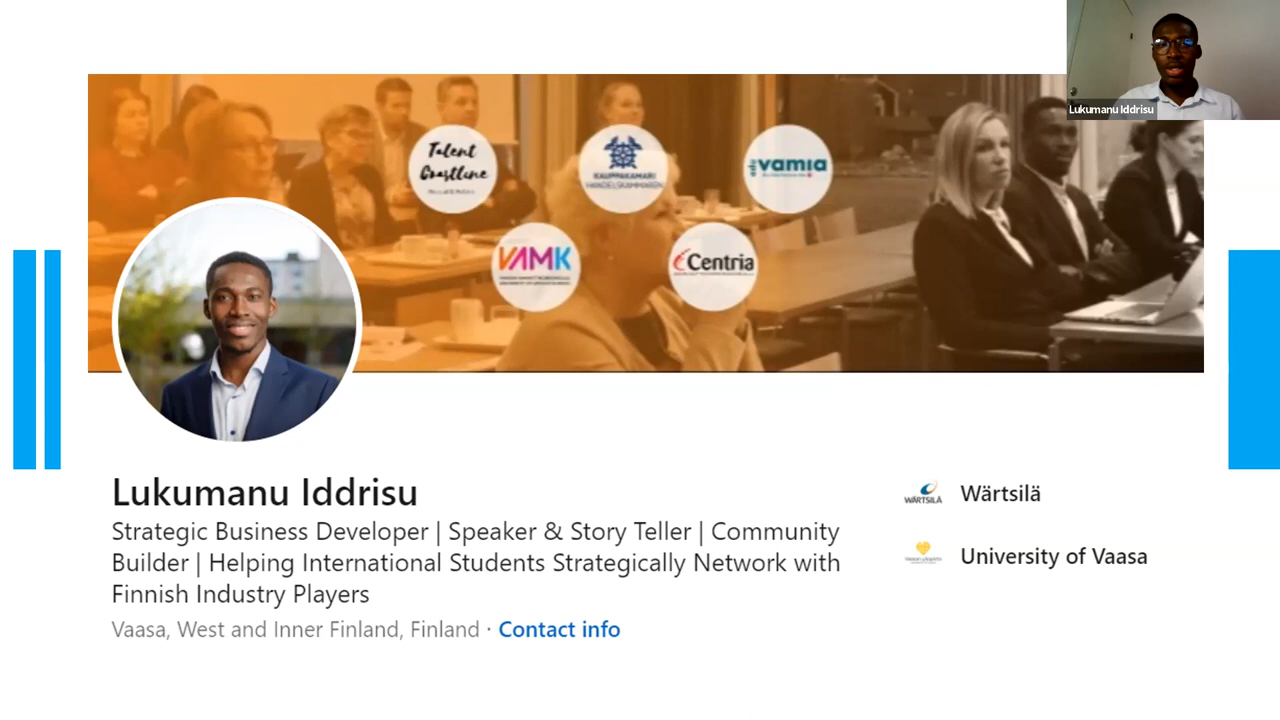 Lukumanu Iddrisu
Talent
Coastline
KAUPPAKAMARI
HANDELSKAMMAREN
vamia
VAMK
Centria
Lukumanu Iddrisu
Strategic Business Developer | Speaker & Story Teller | Community
Builder | Helping International Students Strategically Network with
Finnish Industry Players
Vaasa, West and Inner Finland, Finland · Contact info
WÄRTSILÄ
Wärtsilä
University of Vaasa